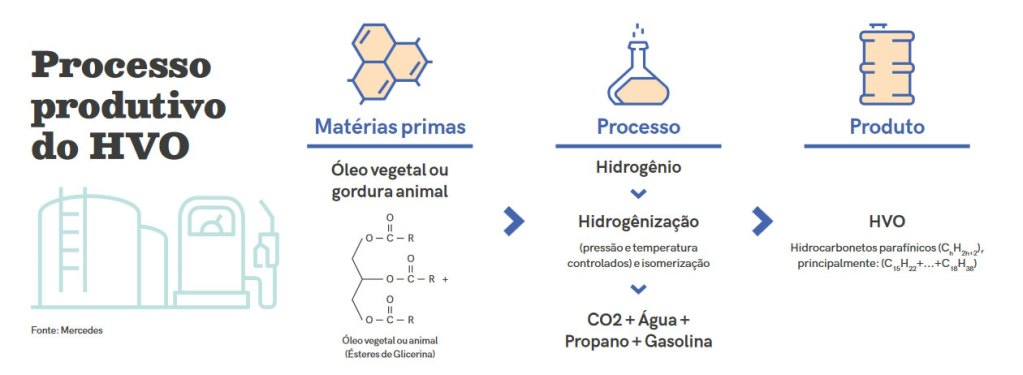 Processo
produtivo
do HVO
Fonte: Mercedes
Matérias primas
Óleo vegetal ou
gordura animal
O
O – C – R
O
O – C – R +
O
O – C – R
Óleo vegetal ou animal
(Ésteres de Glicerina)
Processo
Hidrogênio
Hidrogênização
(pressão e temperatura
controlados) e isomerização
CO2 + Água +
Propano + Gasolina
Produto
HVO
Hidrocarbonetos parafínicos (CnH2n+2),
principalmente: (C15H22+...+C18H38)